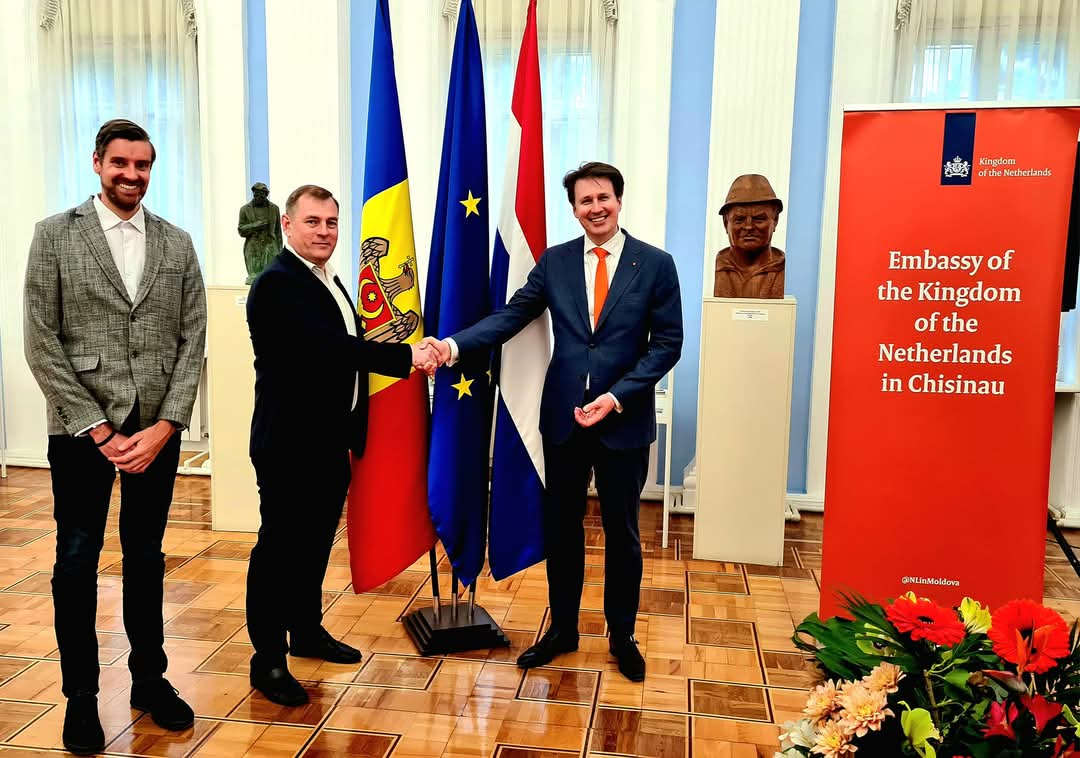 Kingdom
of the Netherlands
Embassy of
the Kingdom
of the
Netherlands
in Chisinau
@NLinMoldova